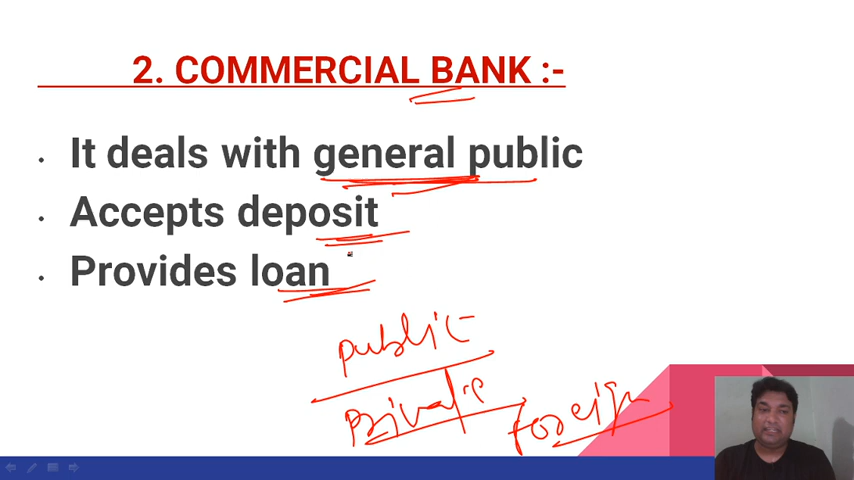 2. COMMERCIAL BANK :-
• It deals with general public
• Accepts deposit
• Provides loan
public
Private
foreign